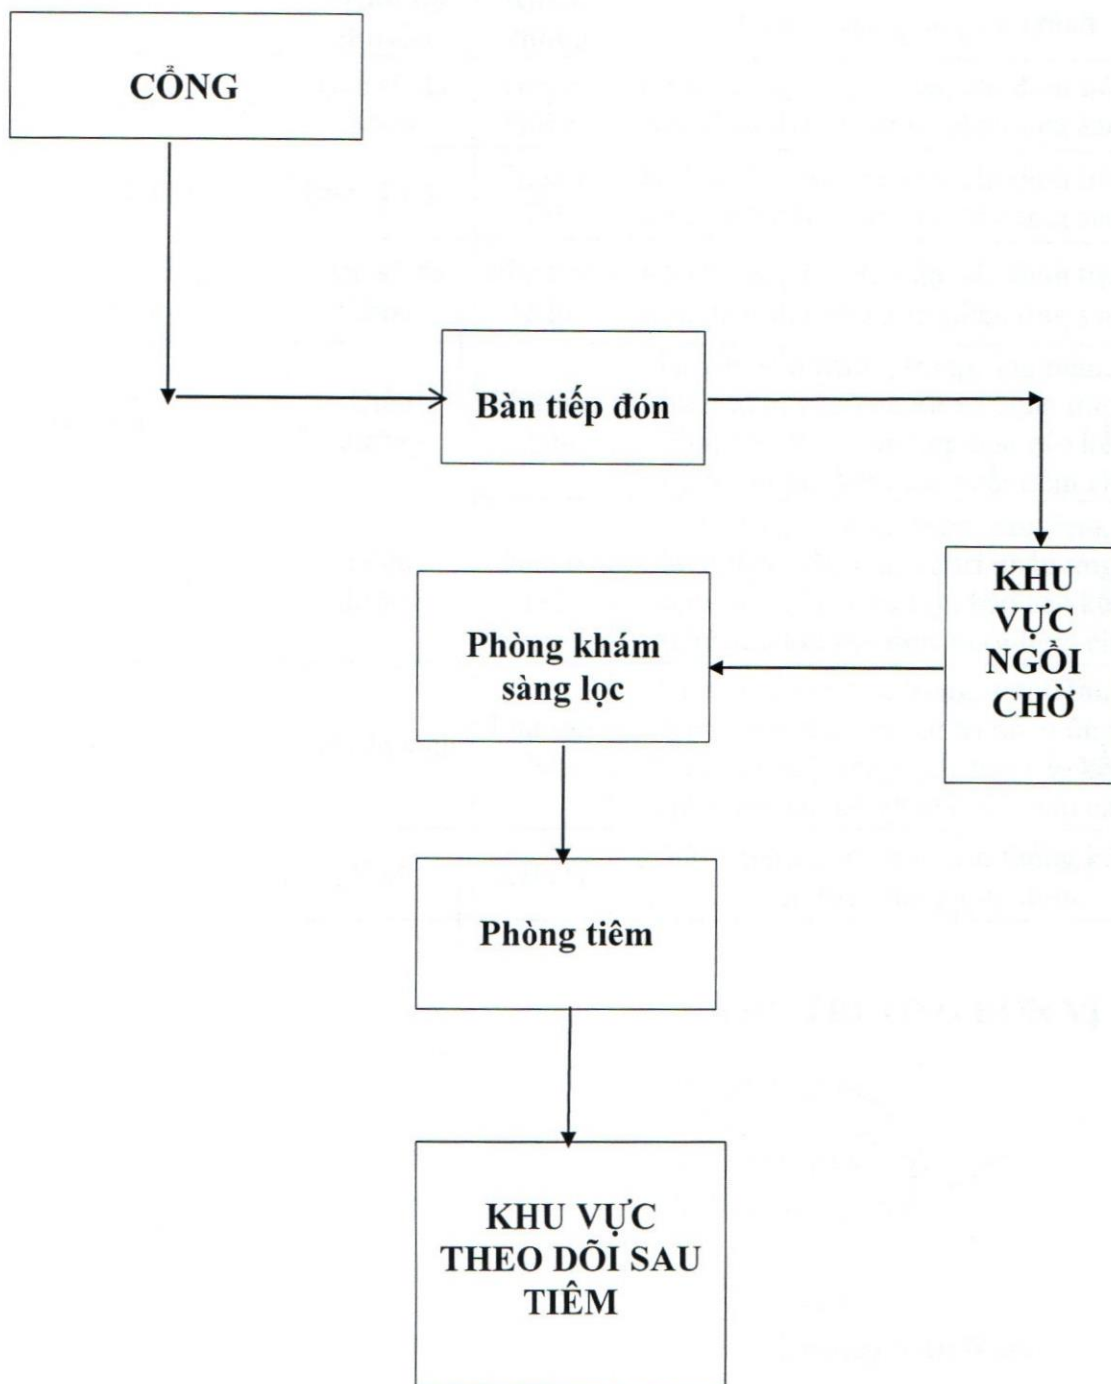 CỔNG
Bàn tiếp đón
KHU
VỰC
NGỒI
CHỜ
Phòng khám
sàng lọc
Phòng tiêm
KHU VỰC
THEO DÕI SAU
TIÊM